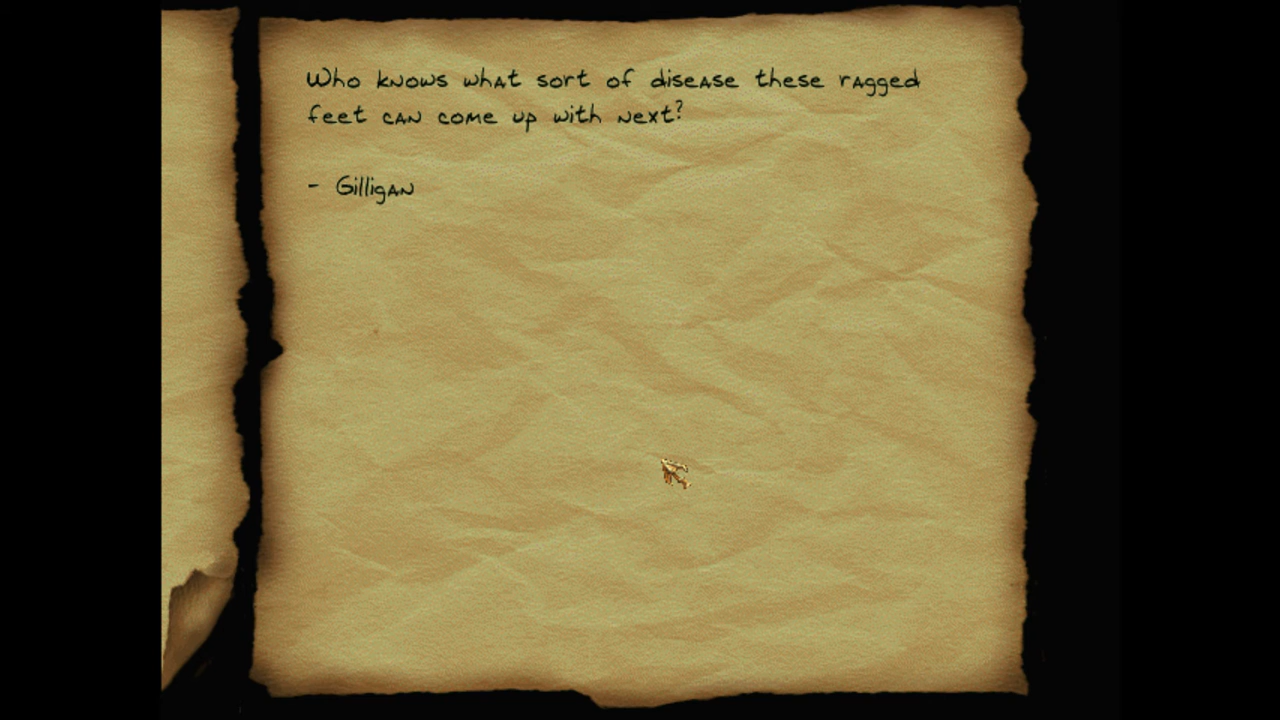 Who knows what sort of disease these ragged
feet can come up with next?
- Gilligan